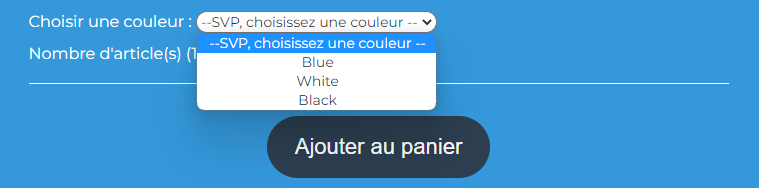 Choisir une couleur : --SVP, choisissez une couleur --
--SVP, choisissez une couleur --
Nombre d'article(s) (1
Blue
White
Black
Ajouter au panier